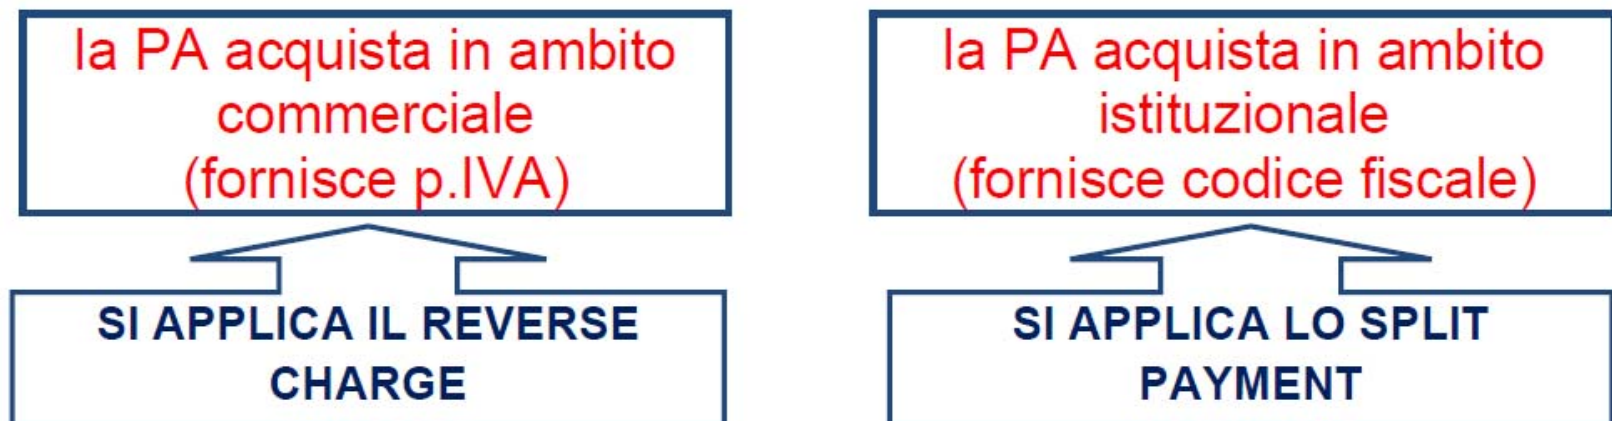 la PA acquista in ambito
commerciale
(fornisce p.IVA)
SI APPLICA IL REVERSE
CHARGE
la PA acquista in ambito
istituzionale
(fornisce codice fiscale)
SI APPLICA LO SPLIT
PAYMENT